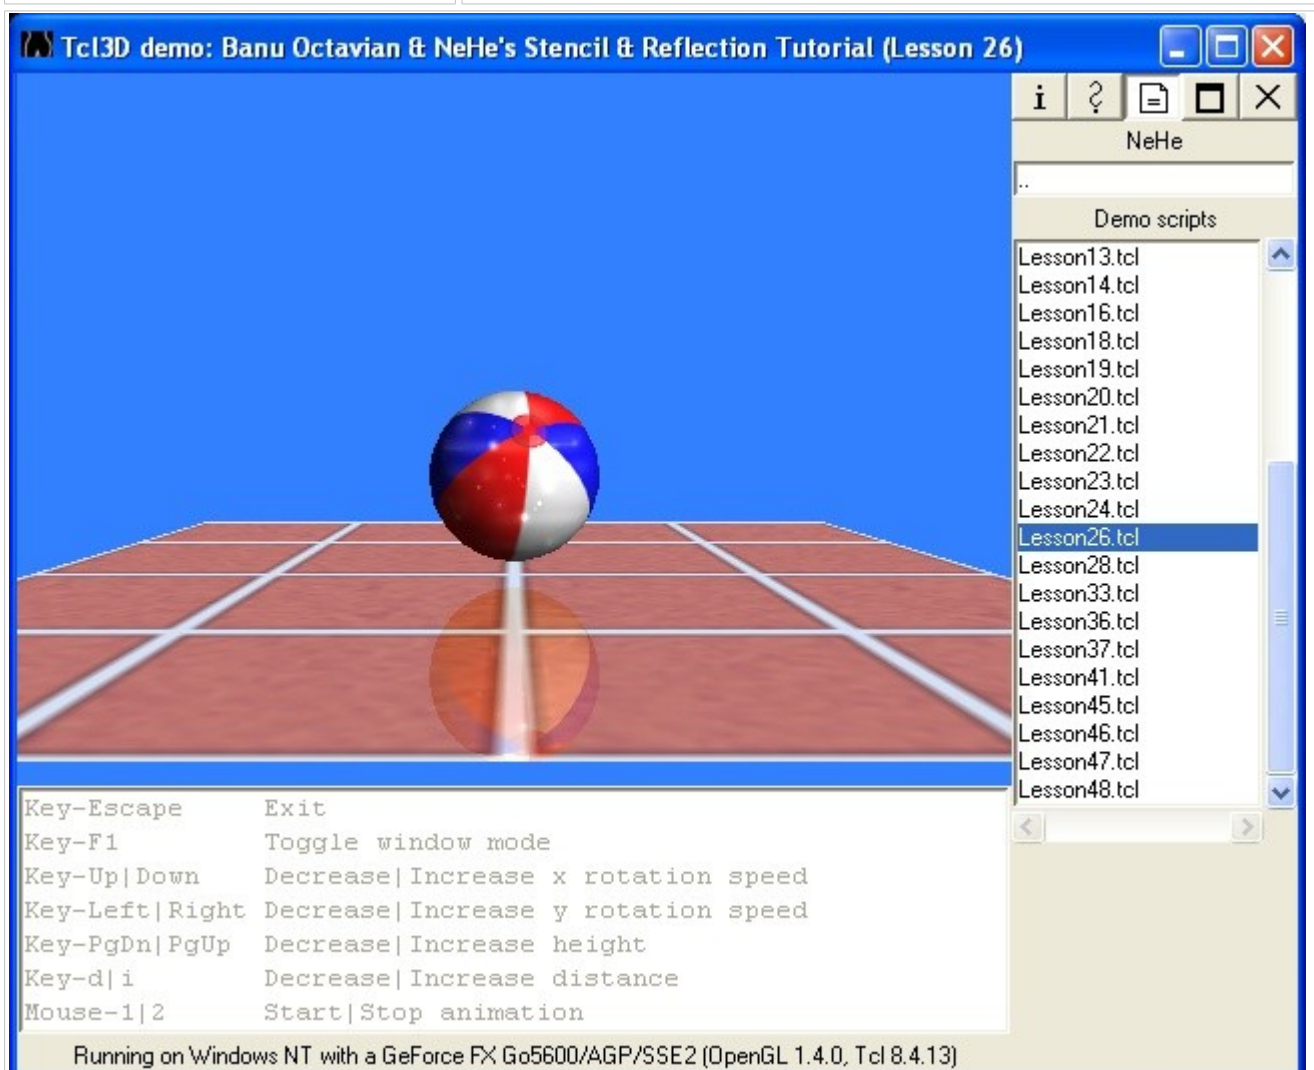 Tcl3D demo: Banu Octavian & NeHe's Stencil & Reflection Tutorial (Lesson 26)
i ?
NeHe
..
Demo scripts
Lesson13.tcl
Lesson14.tcl
Lesson16.tcl
Lesson18.tcl
Lesson19.tcl
Lesson20.tcl
Lesson21.tcl
Lesson22.tcl
Lesson23.tcl
Lesson24.tcl
Lesson26.tcl
Lesson28.tcl
Lesson33.tcl
Lesson36.tcl
Lesson37.tcl
Lesson41.tcl
Lesson45.tcl
Lesson46.tcl
Lesson47.tcl
Lesson48.tcl
Key-Escape Exit
Key-F1 Toggle window mode
Key-Up|Down Decrease|Increase x rotation speed
Key-Left|Right Decrease|Increase y rotation speed
Key-PgDn|PgUp Decrease|Increase height
Key-d|i Decrease|Increase distance
Mouse-1|2 Start|Stop animation
Running on Windows NT with a GeForce FX Go5600/AGP/SSE2 (OpenGL 1.4.0, Tcl 8.4.13)